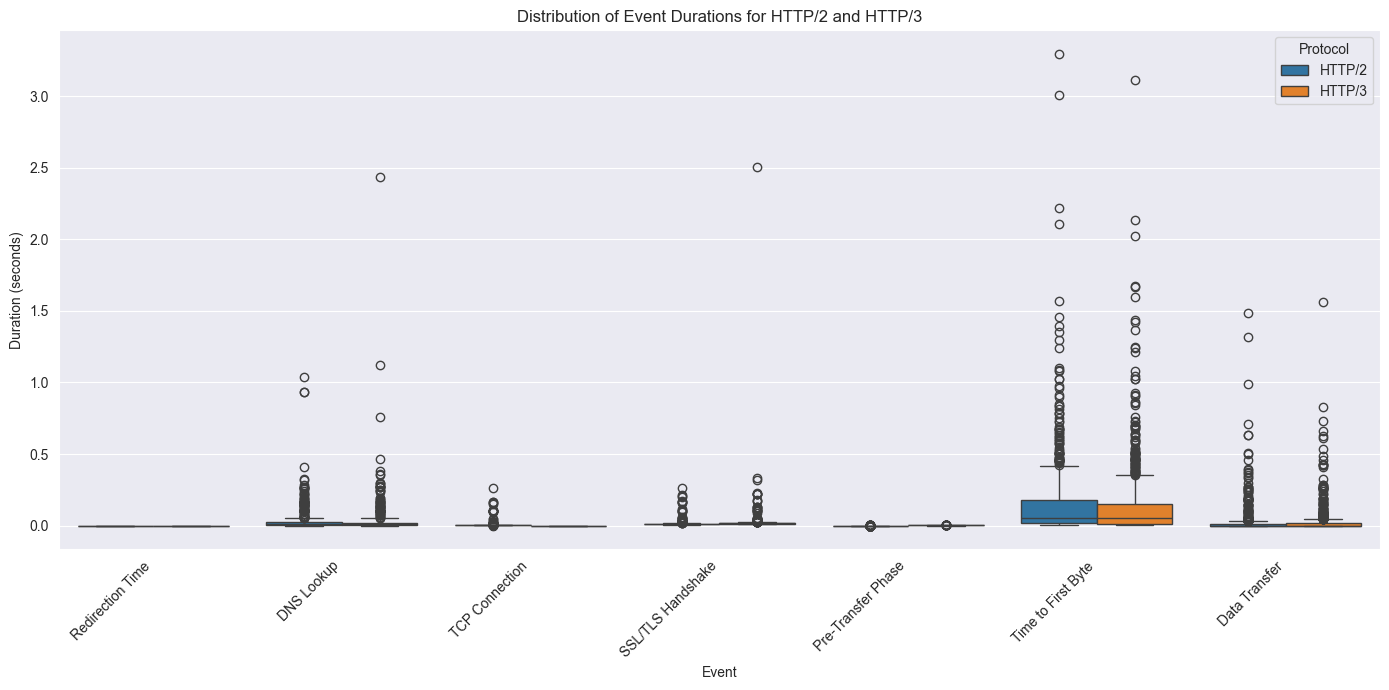 Distribution of Event Durations for HTTP/2 and HTTP/3
Protocol
HTTP/2
HTTP/3
Duration (seconds)
3.0
2.5
2.0
1.5
1.0
0.5
0.0
Redirection Time
DNS Lookup
TCP Connection
SSL/TLS Handshake
Pre-Transfer Phase
Time to First Byte
Data Transfer
Event